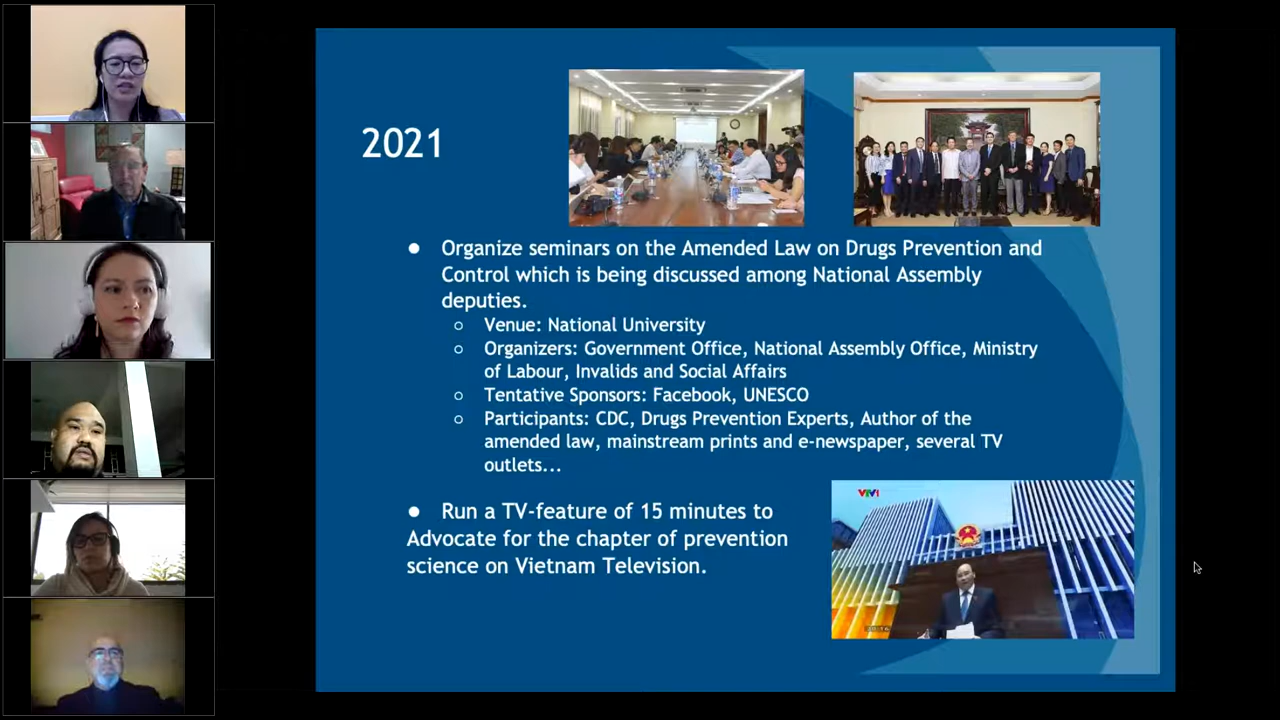 2021
● Organize seminars on the Amended Law on Drugs Prevention and
Control which is being discussed among National Assembly
deputies.
○ Venue: National University
○ Organizers: Government Office, National Assembly Office, Ministry
of Labour, Invalids and Social Affairs
○ Tentative Sponsors: Facebook, UNESCO
○ Participants: CDC, Drugs Prevention Experts, Author of the
amended law, mainstream prints and e-newspaper, several TV
outlets...
VTV1
● Run a TV-feature of 15 minutes to
Advocate for the chapter of prevention
science on Vietnam Television.